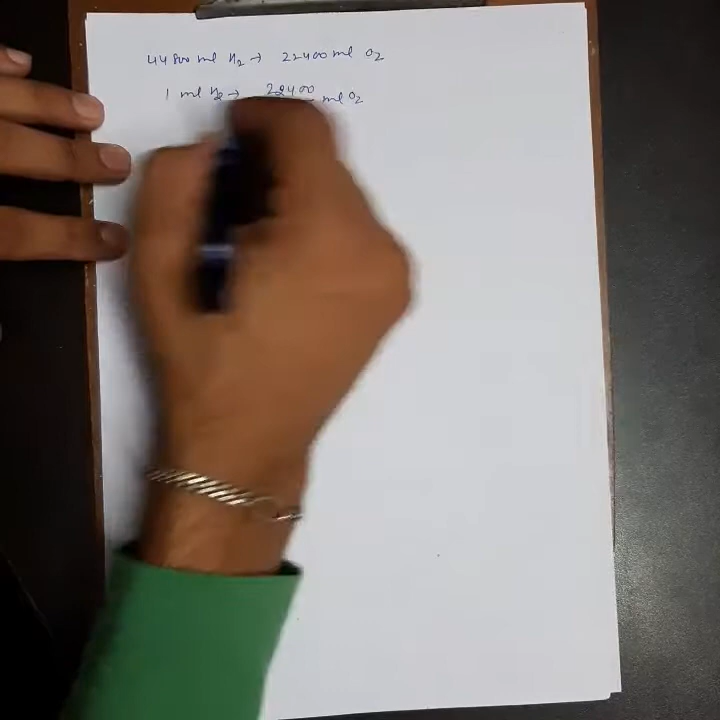 44800 ml H₂ → 22400 ml O₂
1 ml H₂ → 22400 ml O₂